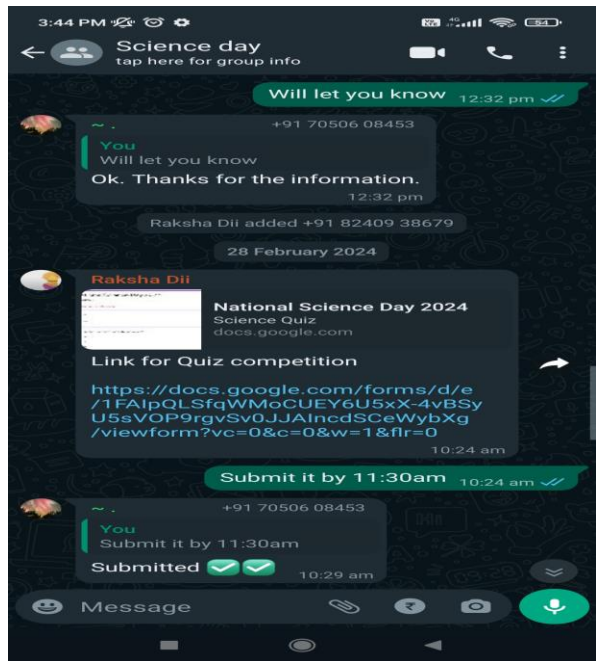 3:44 PM
4G
54
Science day
tap here for group info
Will let you know 12:32 pm
~ . +91 70506 08453
You
Will let you know
Ok. Thanks for the information.
12:32 pm
Raksha Dii added +91 82409 38679
28 February 2024
Raksha Dii
National Science Day 2024
Science Quiz
docs.google.com
Link for Quiz competition
https://docs.google.com/forms/d/e
/1FAIpQLSfqWMoCUEY6U5xX-4vBSy
U5sVOP9rgvSv0JJAIncdSCeWybXg
/viewform?vc=0&c=0&w=1&flr=0
10:24 am
Submit it by 11:30am 10:24 am
~ . +91 70506 08453
You
Submit it by 11:30am
Submitted ✅✅ 10:29 am
Message
₹